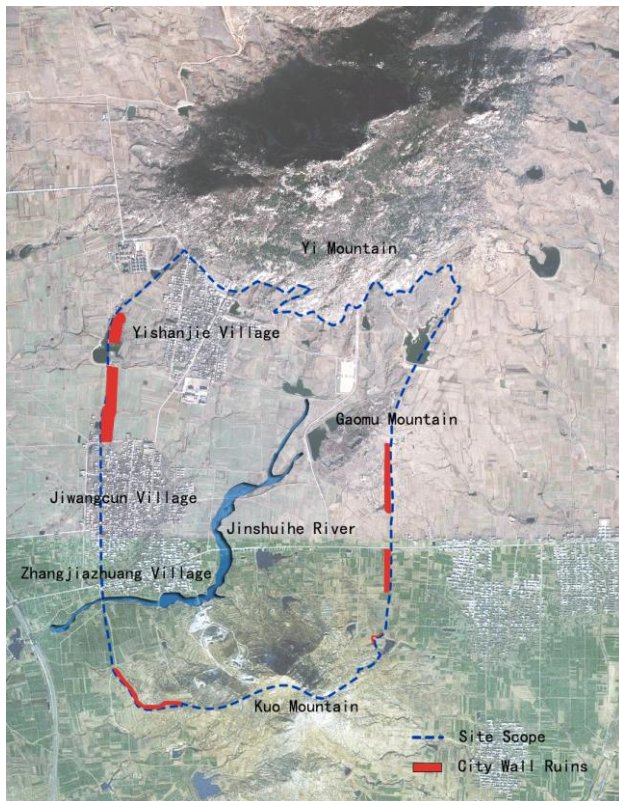 Yi Mountain
Yishanjie Village
Gaomu Mountain
Jiwangcun Village
Jinshuihe River
Zhangjiazhuang Village
Kuo Mountain
Site Scope
City Wall Ruins